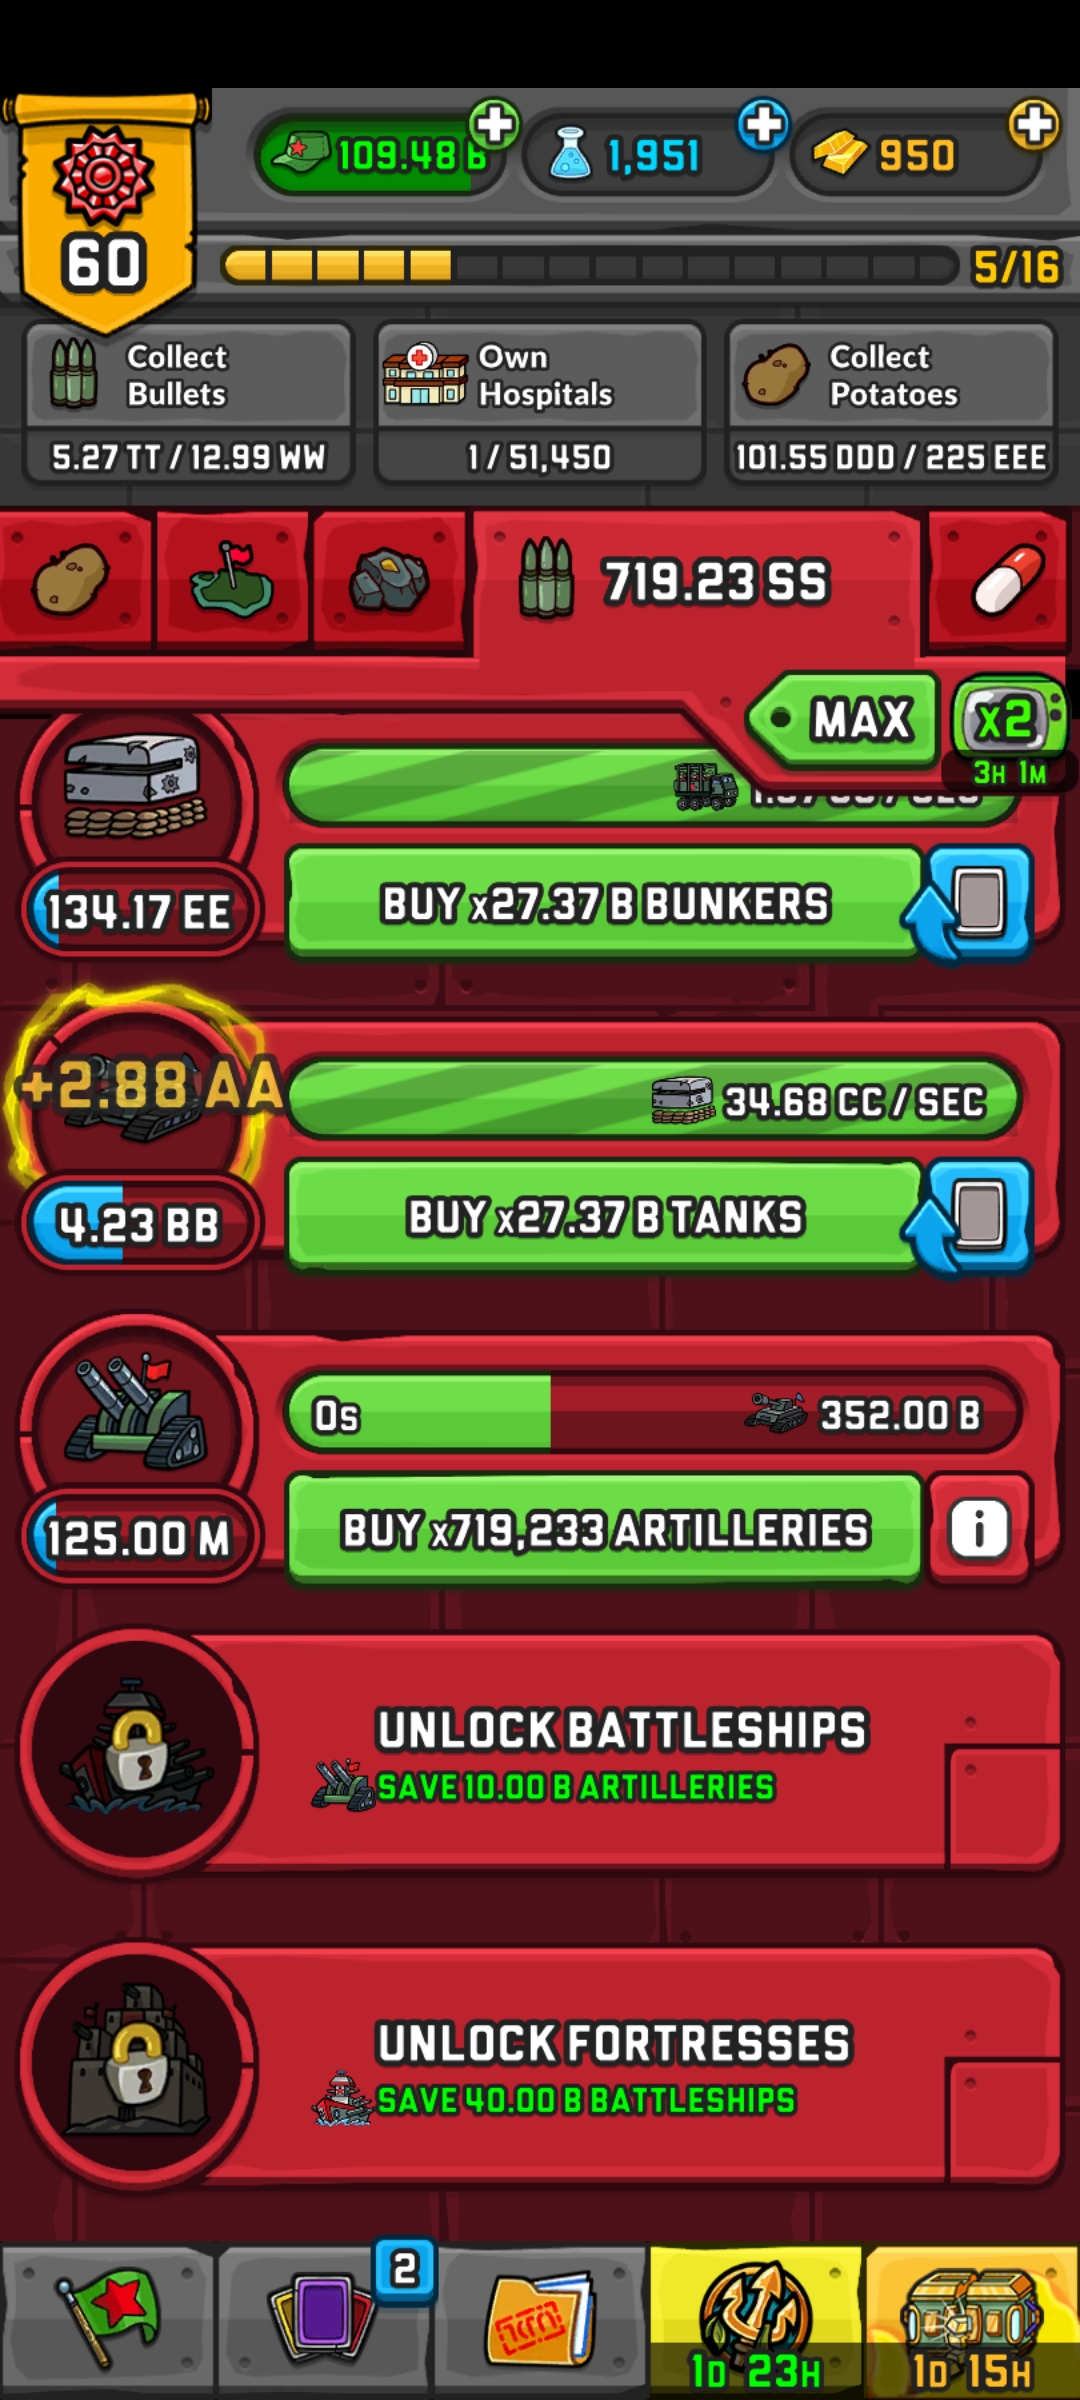 60
109.48 B
1,951
950
5/16
Collect
Bullets
5.27 TT / 12.99 WW
Own
Hospitals
1 / 51,450
Collect
Potatoes
101.55 DDD / 225 EEE
719.23 SS
MAX
x2
3H 1M
134.17 EE
BUY x27.37 B BUNKERS
+2.88 AA
34.68 CC / SEC
4.23 BB
BUY x27.37 B TANKS
0s
352.00 B
125.00 M
BUY x719,233 ARTILLERIES
i
UNLOCK BATTLESHIPS
SAVE 10.00 B ARTILLERIES
UNLOCK FORTRESSES
SAVE 40.00 B BATTLESHIPS
2
1D 23H
1D 15H